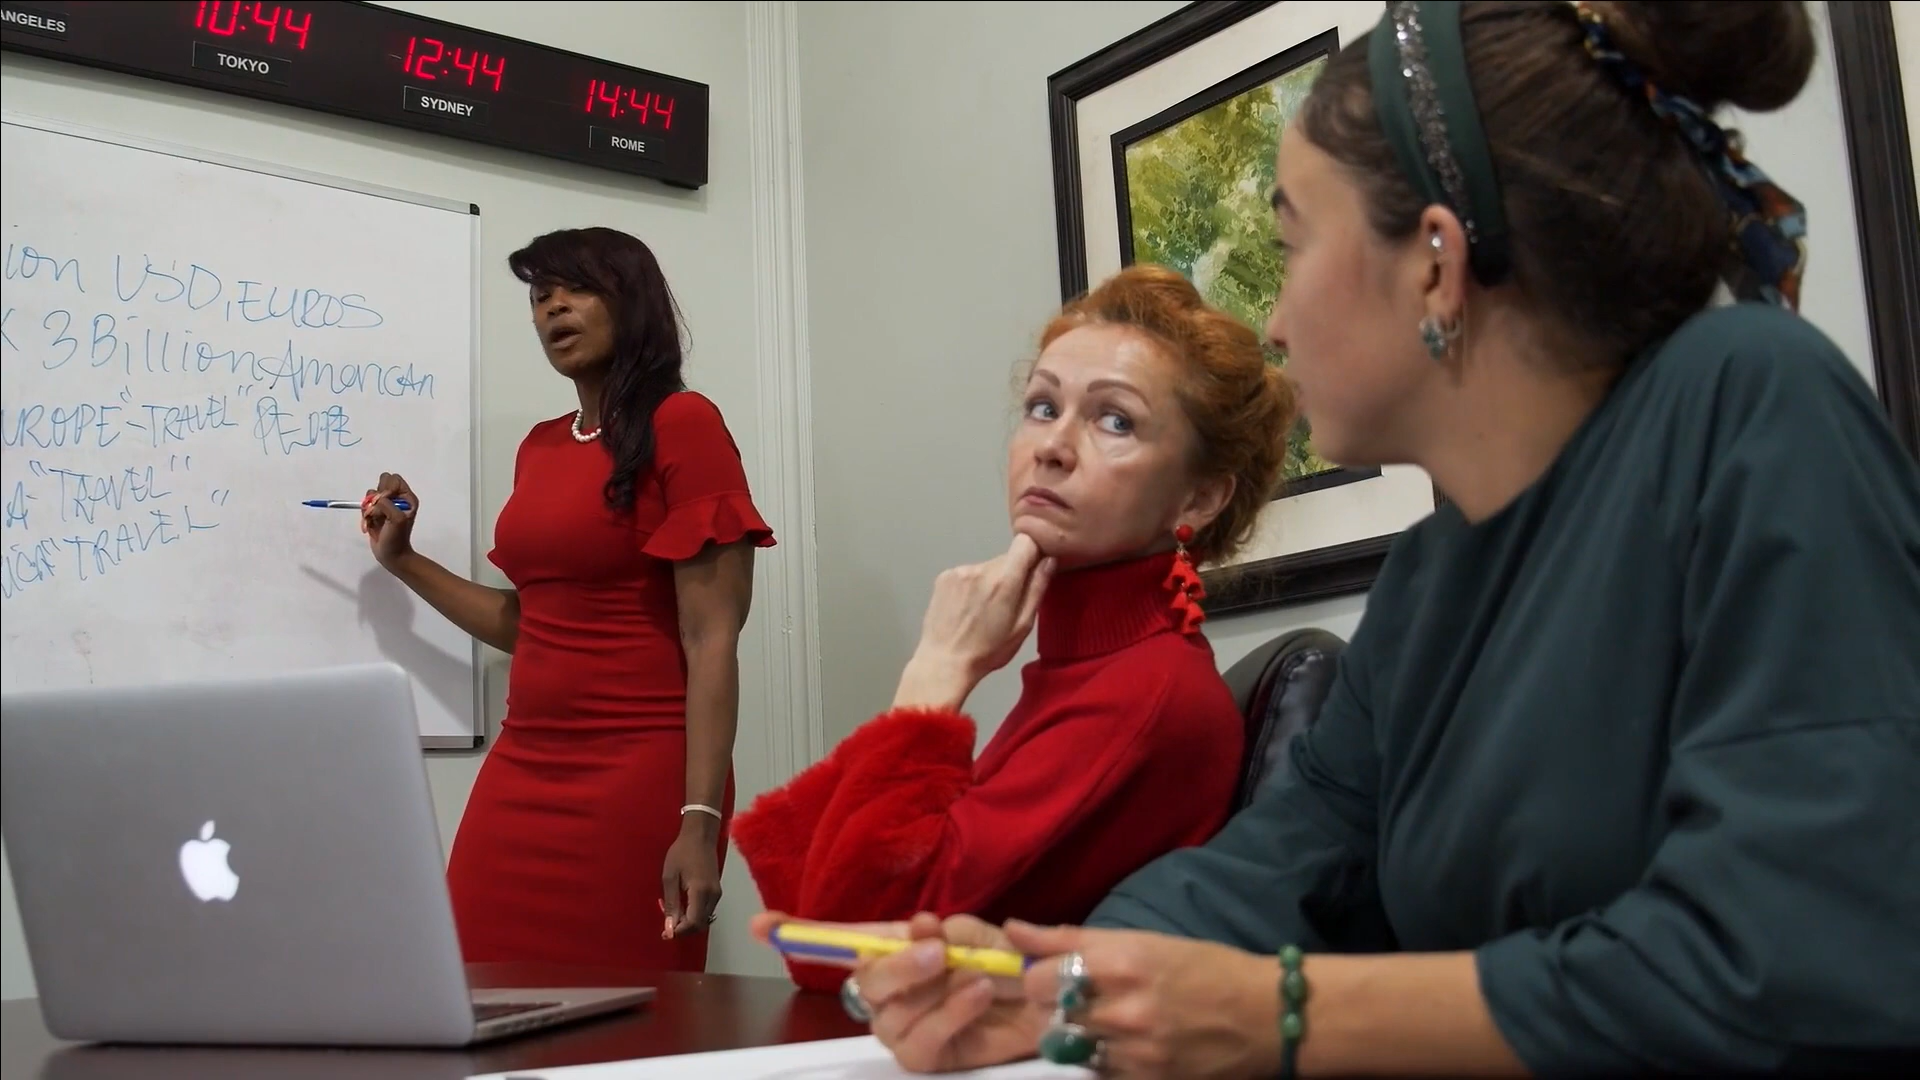 ANGELES
10:44
TOKYO
12:44
SYDNEY
14:44
ROME
ion USD, EUROS
3 Billion American
UROPE "TRAVEL" PEOPLE
A "TRAVEL"
"TRAVEL"